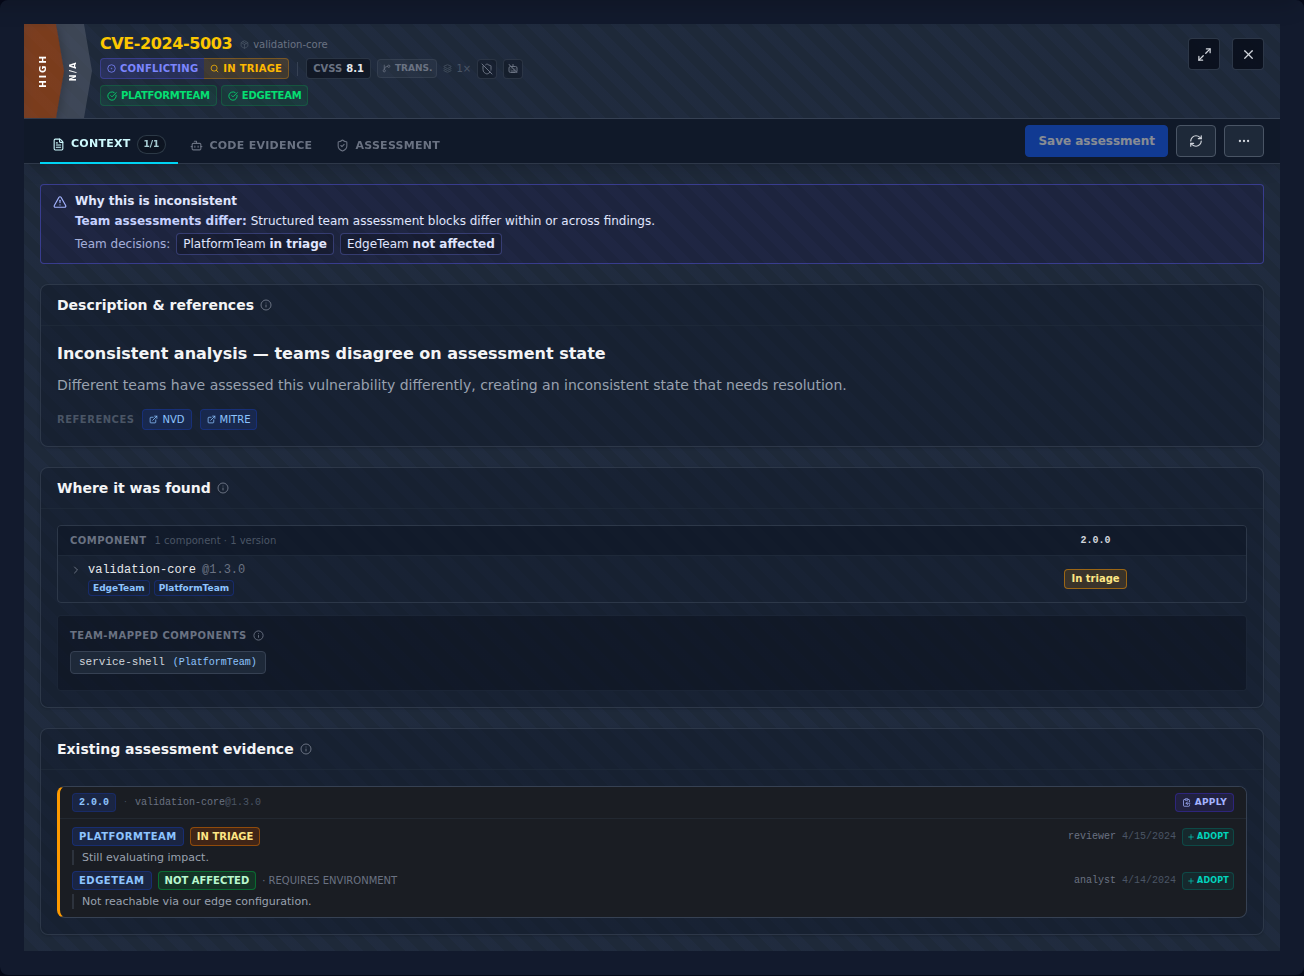 HIGH
N/A
CVE-2024-5003 validation-core
CONFLICTING IN TRIAGE CVSS 8.1 TRANS. 1×
PLATFORMTEAM EDGETEAM
CONTEXT 1/1 CODE EVIDENCE ASSESSMENT Save assessment ...
Why this is inconsistent
Team assessments differ: Structured team assessment blocks differ within or across findings.
Team decisions: PlatformTeam in triage EdgeTeam not affected
Description & references
Inconsistent analysis — teams disagree on assessment state
Different teams have assessed this vulnerability differently, creating an inconsistent state that needs resolution.
REFERENCES NVD MITRE
Where it was found
COMPONENT 1 component · 1 version 2.0.0
validation-core @1.3.0 In triage
EdgeTeam PlatformTeam
TEAM-MAPPED COMPONENTS
service-shell (PlatformTeam)
Existing assessment evidence
2.0.0 · validation-core@1.3.0 APPLY
PLATFORMTEAM IN TRIAGE reviewer 4/15/2024 + ADOPT
Still evaluating impact.
EDGETEAM NOT AFFECTED · REQUIRES ENVIRONMENT analyst 4/14/2024 + ADOPT
Not reachable via our edge configuration.